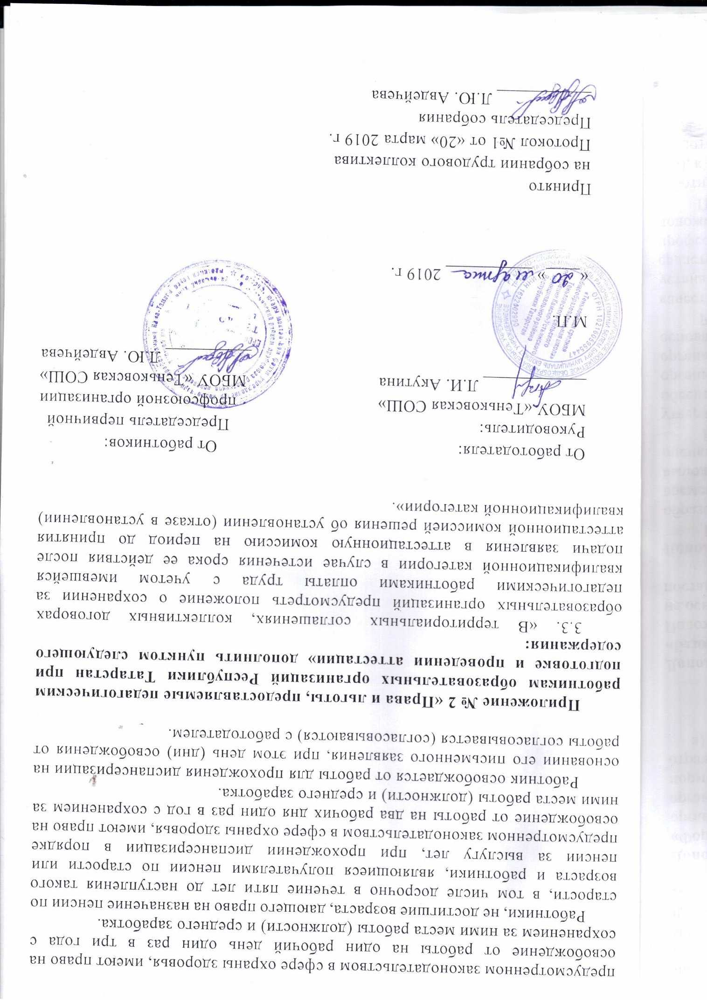 предусмотренном законодательством в сфере охраны здоровья, имеют право на
освобождение от работы на один рабочий день один раз в три года с
сохранением за ними места работы (должности) и среднего заработка.
Работники, не достигшие возраста, дающего право на назначение пенсии по
старости, в том числе досрочно в течение пяти лет до наступления такого
возраста и работники, являющиеся получателями пенсии по старости или
пенсии за выслугу лет, при прохождении диспансеризации в порядке
предусмотренном законодательством в сфере охраны здоровья, имеют право на
освобождение от работы на два рабочих дня один раз в год с сохранением за
ними места работы (должности) и среднего заработка.
Работник освобождается от работы для прохождения диспансеризации на
основании его письменного заявления, при этом день (дни) освобождения от
работы согласовывается (согласовываются) с работодателем.
Приложение № 2 «Права и льготы, предоставляемые педагогическим
работникам образовательных организаций Республики Татарстан при
подготовке и проведении аттестации» дополнить пунктом следующего
содержания:
3.3. «В территориальных соглашениях, коллективных договорах
образовательных организаций предусмотреть положение о сохранении за
педагогическими работниками оплаты труда с учетом имевшейся
квалификационной категории в случае истечения срока ее действия после
подачи заявления в аттестационную комиссию на период до принятия
аттестационной комиссией решения об установлении (отказе в установлении)
квалификационной категории».
От работодателя:
Руководитель:
МБОУ «Теньковская СОШ»
Л.И. Акутина
М.П.
«20» марта 2019 г.
От работников:
Председатель первичной
профсоюзной организации
МБОУ «Теньковская СОШ»
Л.Ю. Авдейчева
ОГРН 1021605955447
Принято
на собрании трудового коллектива
Протокол №1 от «20» марта 2019 г.
Председатель собрания
Л.Ю. Авдейчева